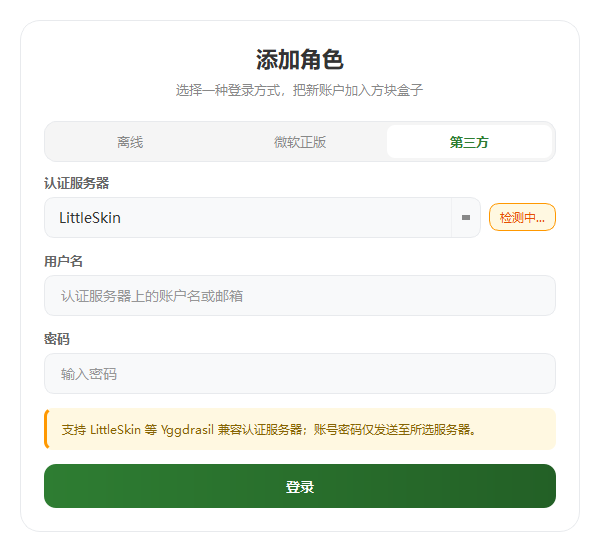 添加角色
选择一种登录方式，把新账户加入方块盒子
离线 微软正版 第三方
认证服务器
LittleSkin 检测中...
用户名
认证服务器上的账户名或邮箱
密码
输入密码
支持 LittleSkin 等 Yggdrasil 兼容认证服务器；账号密码仅发送至所选服务器。
登录